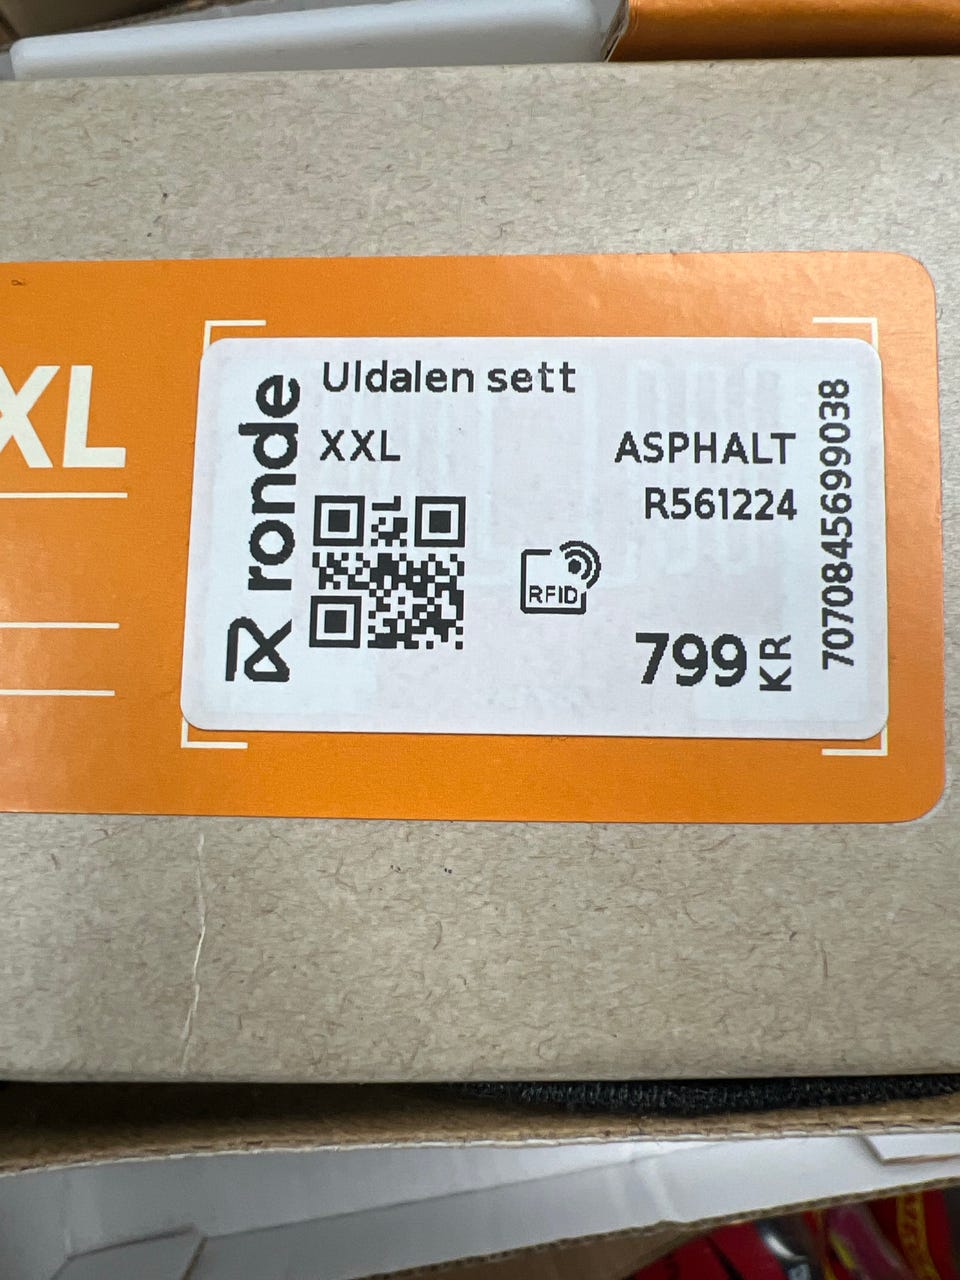 XL
ronde
Uldalen sett
XXL
ASPHALT
R561224
RFID
799 KR
7070845699038